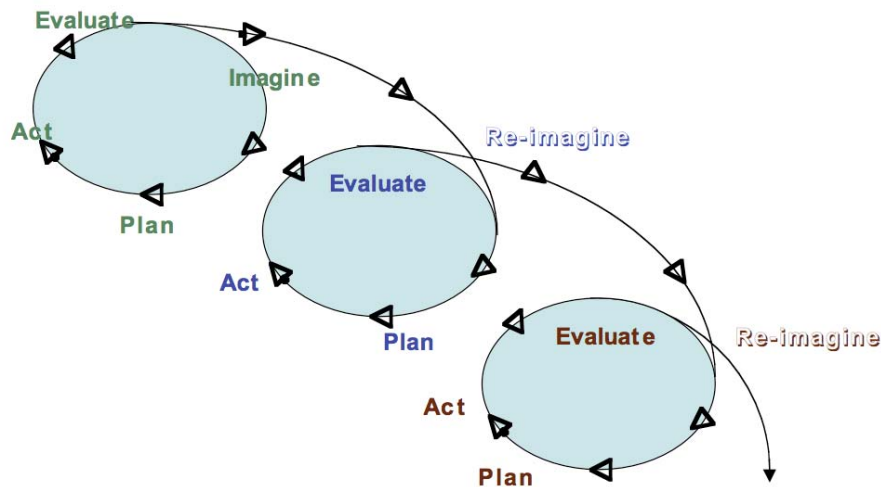 Evaluate
Imagine
Act
Plan
Re-imagine
Evaluate
Act
Plan
Re-imagine
Evaluate
Act
Plan